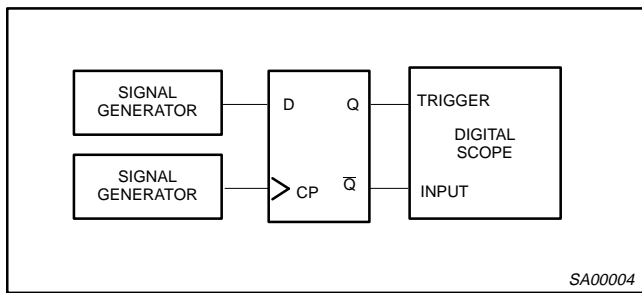 SIGNAL
GENERATOR
D
Q
TRIGGER
DIGITAL
SCOPE
SIGNAL
GENERATOR
CP
Q̅
INPUT
SA00004